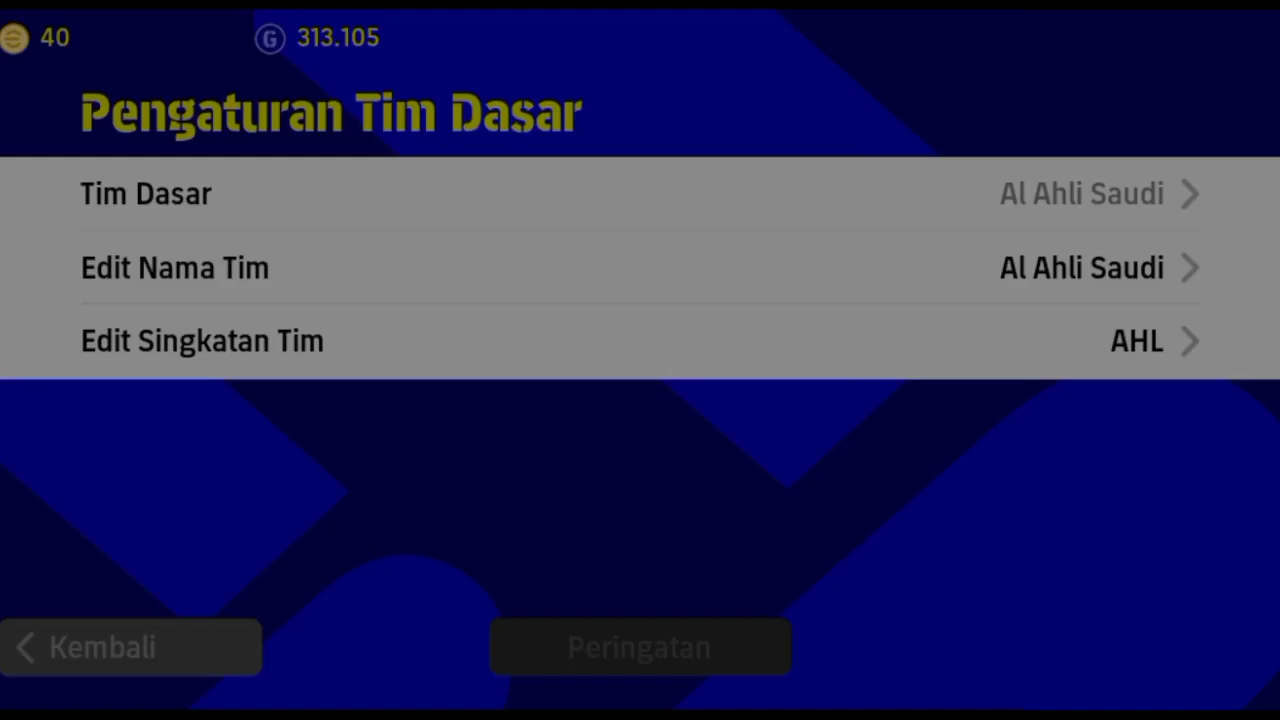 40 G 313.105
Pengaturan Tim Dasar
Tim Dasar Al Ahli Saudi
Edit Nama Tim Al Ahli Saudi
Edit Singkatan Tim AHL
Kembali Peringatan